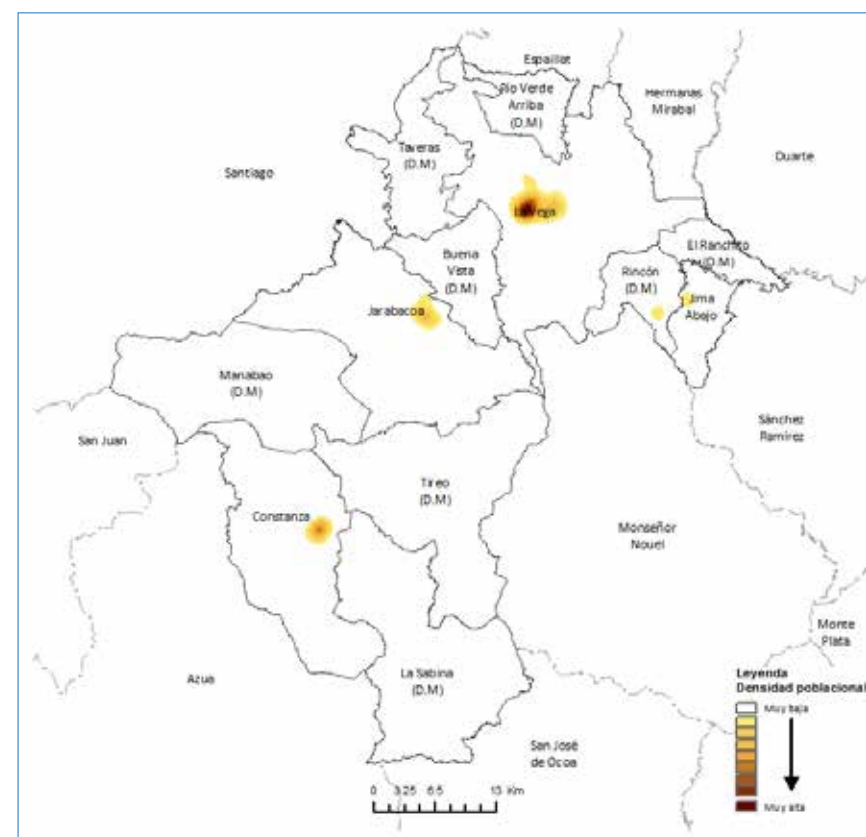 Espaillat
Río Verde
Arriba
(D.M)
Hermanas
Mirabal
Taveras
(D.M)
Duarte
Santiago
La Vega
El Ranchito
(D.M)
Buena
Vista
(D.M)
Rincón
(D.M)
Jima
Abajo
Jarabacoa
Manabao
(D.M)
San Juan
Sánchez
Ramírez
Tireo
(D.M)
Constanza
Monseñor
Nouel
Monte
Plata
Azua
La Sabina
(D.M)
San José
de Ocoa
Leyenda
Densidad poblacional
Muy baja
Muy alta
0 3.25 6.5 13 Km